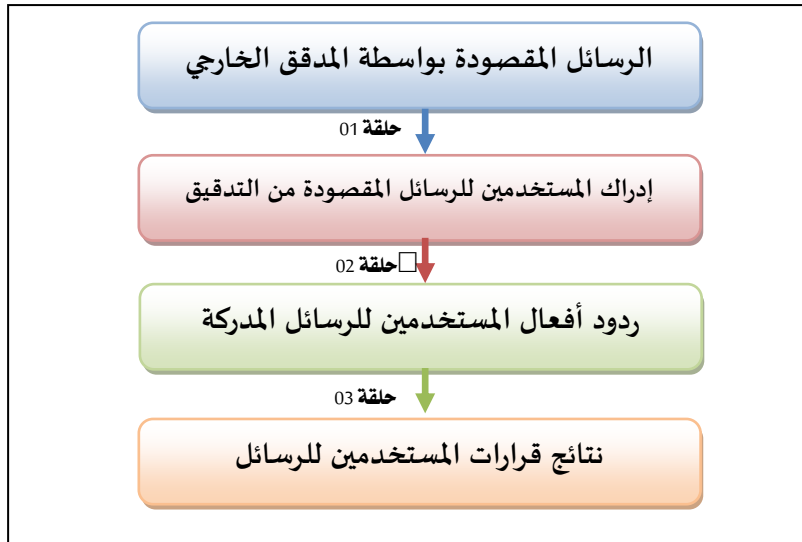 الرسائل المقصودة بواسطة المدقق الخارجي
حلقة 01
إدراك المستخدمين للرسائل المقصودة من التدقيق
حلقة 02
ردود أفعال المستخدمين للرسائل المدركة
حلقة 03
نتائج قرارات المستخدمين للرسائل